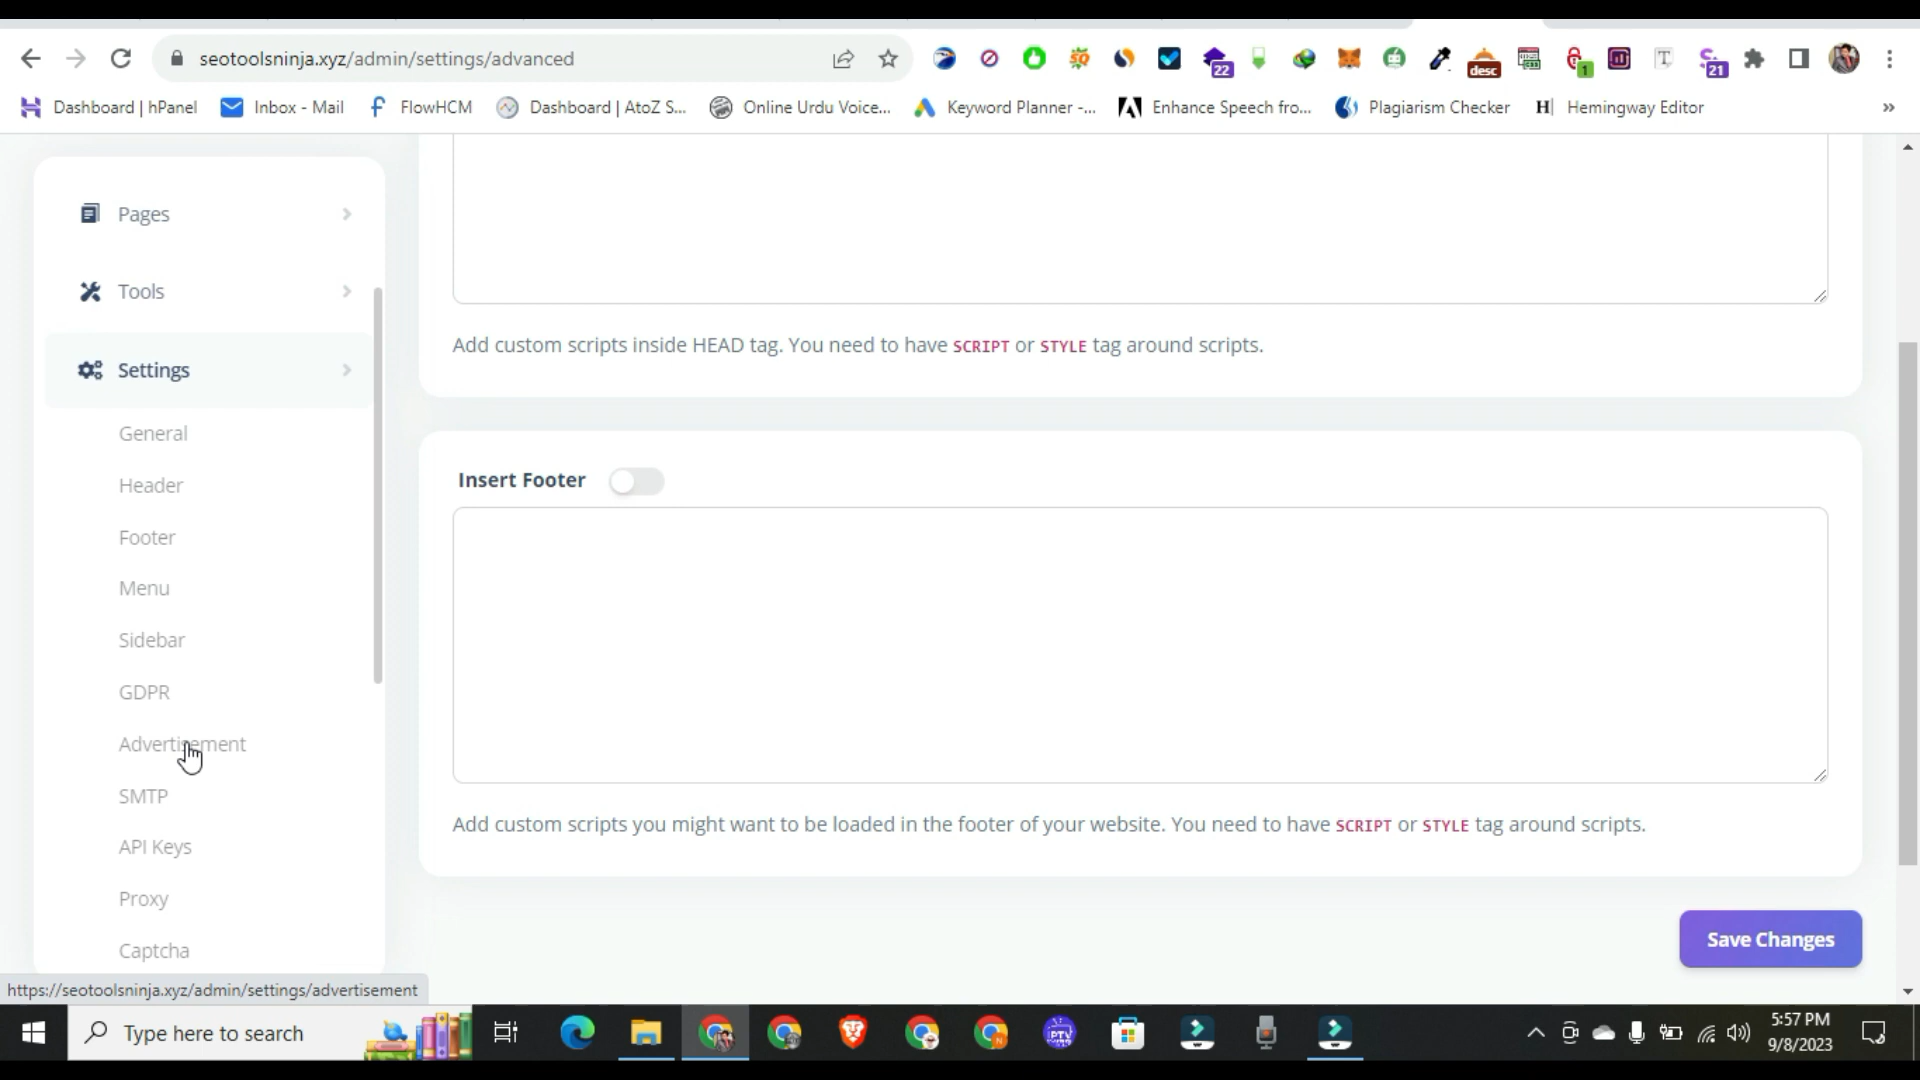 seotoolsninja.xyz/admin/settings/advanced
22
desc
1
21
Dashboard | hPanel
Inbox - Mail
FlowHCM
Dashboard | AtoZ S...
Online Urdu Voice...
Keyword Planner -...
Enhance Speech fro...
Plagiarism Checker
Hemingway Editor
»
Pages
Tools
Settings
General
Header
Footer
Menu
Sidebar
GDPR
Advertisement
SMTP
API Keys
Proxy
Captcha
Add custom scripts inside HEAD tag. You need to have SCRIPT or STYLE tag around scripts.
Insert Footer
Add custom scripts you might want to be loaded in the footer of your website. You need to have SCRIPT or STYLE tag around scripts.
Save Changes
https://seotoolsninja.xyz/admin/settings/advertisement
Type here to search
IPTV
5:57 PM
9/8/2023